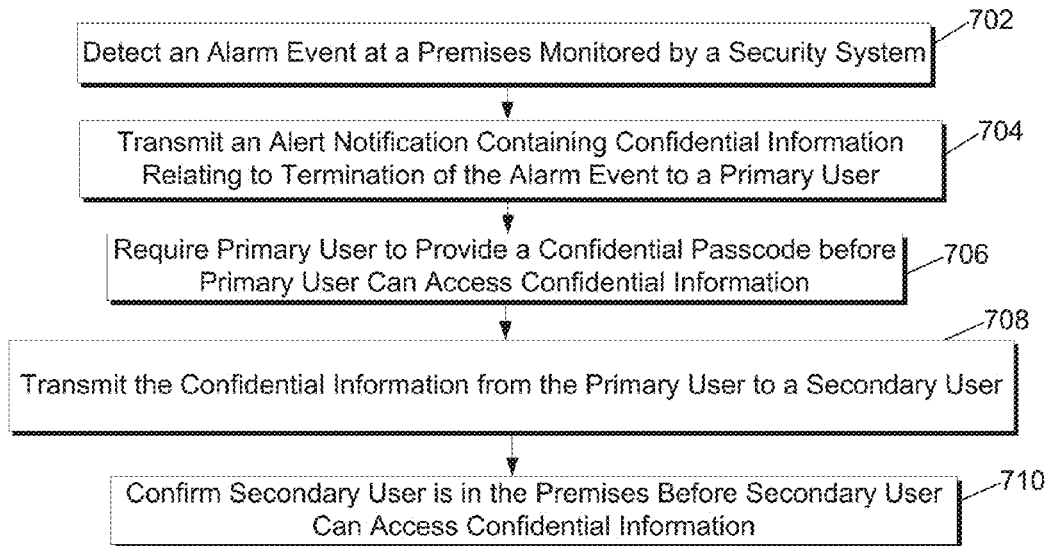 702
Detect an Alarm Event at a Premises Monitored by a Security System
704
Transmit an Alert Notification Containing Confidential Information
Relating to Termination of the Alarm Event to a Primary User
706
Require Primary User to Provide a Confidential Passcode before
Primary User Can Access Confidential Information
708
Transmit the Confidential Information from the Primary User to a Secondary User
710
Confirm Secondary User is in the Premises Before Secondary User
Can Access Confidential Information